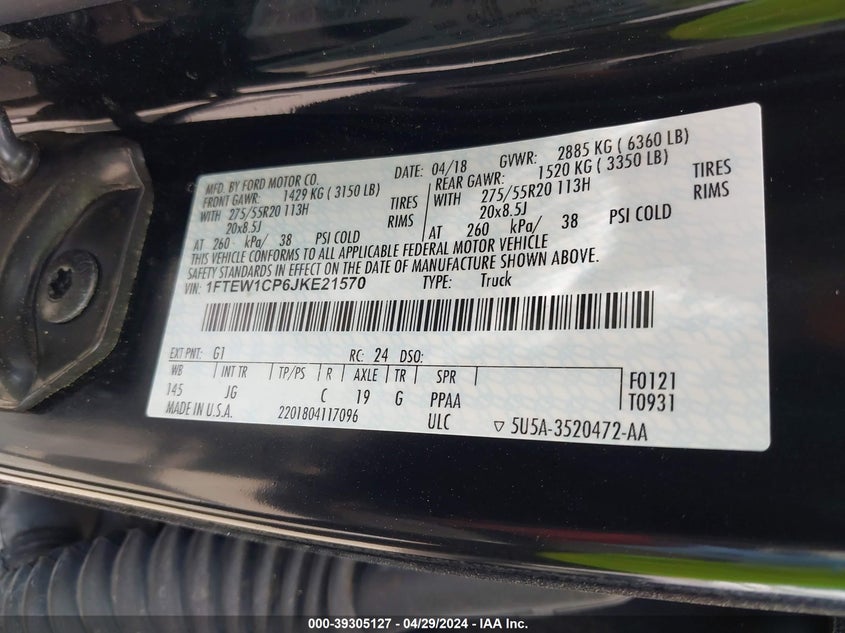 MFD. BY FORD MOTOR CO. DATE: 04/18 GVWR: 2885 KG ( 6360 LB)
FRONT GAWR: 1429 KG ( 3150 LB) REAR GAWR: 1520 KG ( 3350 LB)
WITH 275/55R20 113H TIRES WITH 275/55R20 113H TIRES
20x8.5J RIMS 20x8.5J RIMS
AT 260 kPa/ 38 PSI COLD AT 260 kPa/ 38 PSI COLD
THIS VEHICLE CONFORMS TO ALL APPLICABLE FEDERAL MOTOR VEHICLE
SAFETY STANDARDS IN EFFECT ON THE DATE OF MANUFACTURE SHOWN ABOVE.
VIN: 1FTEW1CP6JKE21570 TYPE: Truck
EXT PNT: G1 RC: 24 DSO:
WB INT TR TP/PS R AXLE TR SPR F0121
145 JG C 19 G PPAA T0931
MADE IN U.S.A. 2201804117096 ULC ▽ 5U5A-3520472-AA
000-39305127 - 04/29/2024 - IAA Inc.